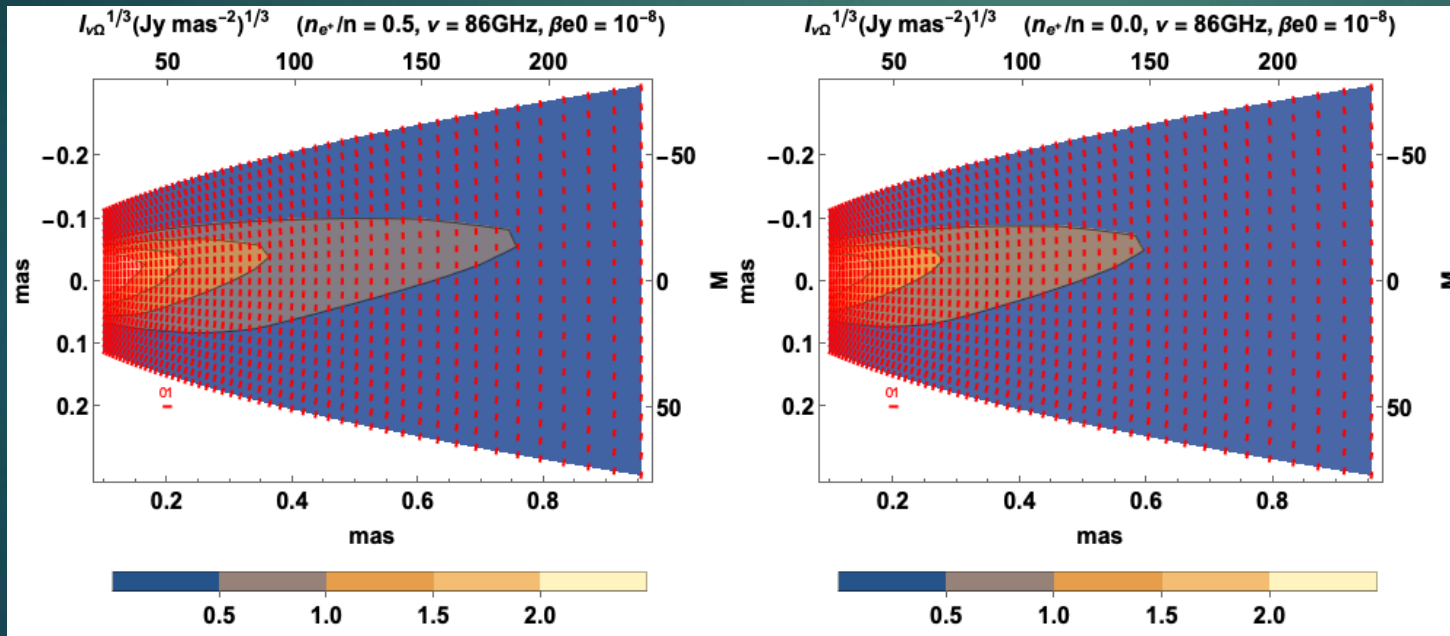 I_νΩ^1/3(Jy mas^−2)^1/3 (n_e+/n = 0.5, ν = 86GHz, βe0 = 10^−8)
50 100 150 200
−0.2
−0.1
0.
0.1
0.2
mas
−50
0
50
M
01
0.2 0.4 0.6 0.8
mas
0.5 1.0 1.5 2.0
I_νΩ^1/3(Jy mas^−2)^1/3 (n_e+/n = 0.0, ν = 86GHz, βe0 = 10^−8)
50 100 150 200
−0.2
−0.1
0.
0.1
0.2
mas
−50
0
50
M
01
0.2 0.4 0.6 0.8
mas
0.5 1.0 1.5 2.0